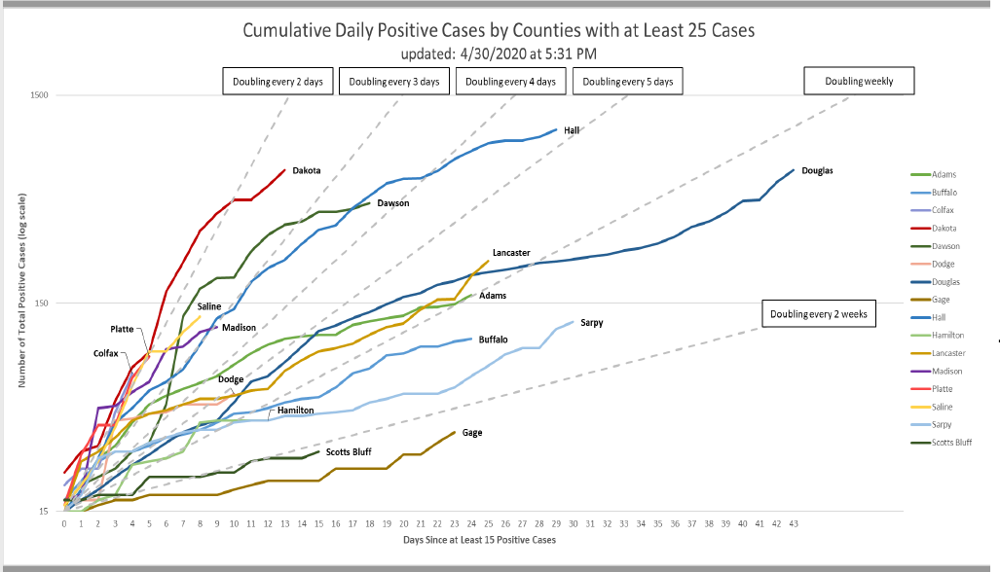 Cumulative Daily Positive Cases by Counties with at Least 25 Cases
updated: 4/30/2020 at 5:31 PM
Doubling every 2 days
Doubling every 3 days
Doubling every 4 days
Doubling every 5 days
Doubling weekly
1500
Hall
Dakota
Douglas
Dawson
Lancaster
Adams
150
Saline
Doubling every 2 weeks
Platte
Madison
Sarpy
Buffalo
Colfax
Dodge
Hamilton
Gage
Scotts Bluff
15
Number of Total Positive Cases (log scale)
0 1 2 3 4 5 6 7 8 9 10 11 12 13 14 15 16 17 18 19 20 21 22 23 24 25 26 27 28 29 30 31 32 33 34 35 36 37 38 39 40 41 42 43
Days Since at Least 15 Positive Cases
Adams
Buffalo
Colfax
Dakota
Dawson
Dodge
Douglas
Gage
Hall
Hamilton
Lancaster
Madison
Platte
Saline
Sarpy
Scotts Bluff